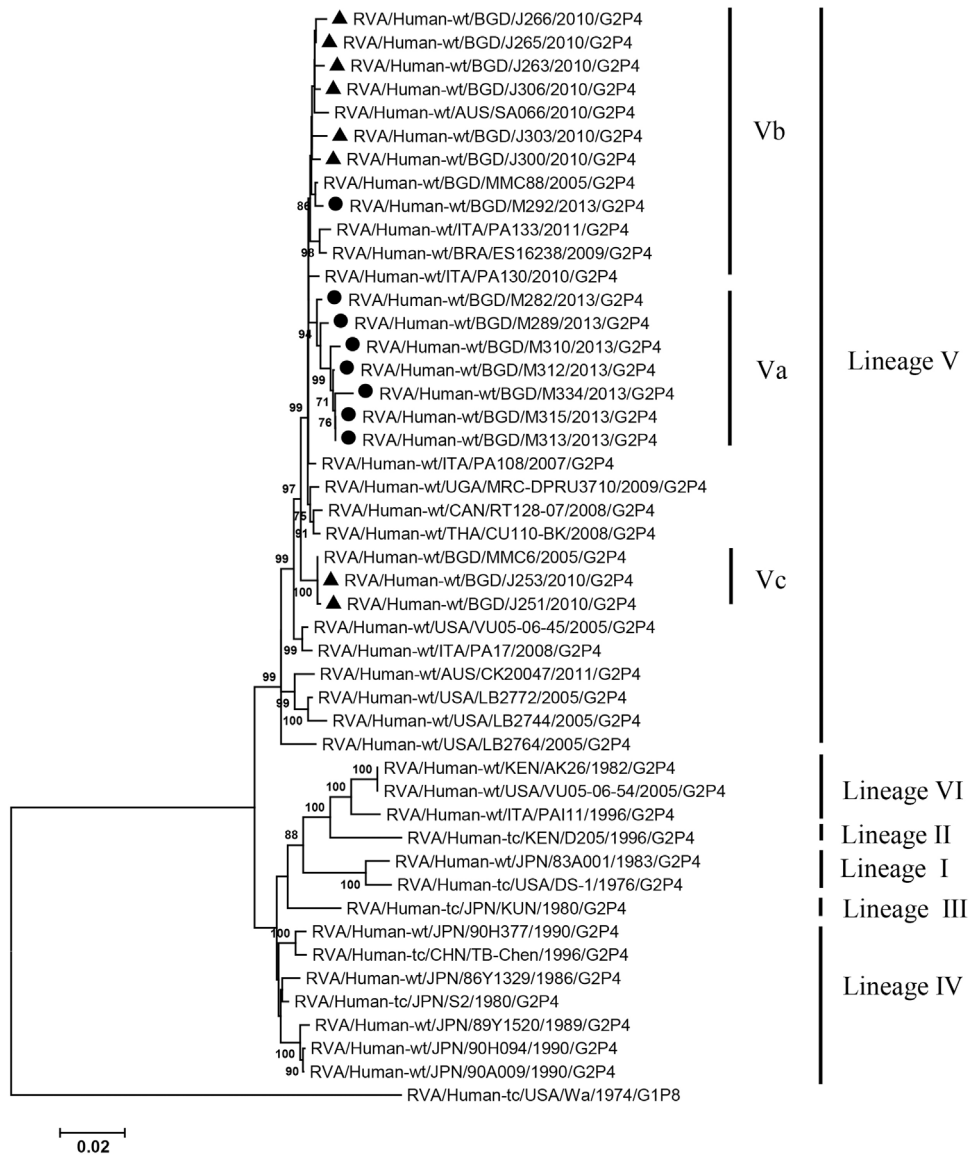 RVA/Human-wt/BGD/J266/2010/G2P4
RVA/Human-wt/BGD/J265/2010/G2P4
RVA/Human-wt/BGD/J263/2010/G2P4
RVA/Human-wt/BGD/J306/2010/G2P4
RVA/Human-wt/AUS/SA066/2010/G2P4
RVA/Human-wt/BGD/J303/2010/G2P4
Vb
RVA/Human-wt/BGD/J300/2010/G2P4
RVA/Human-wt/BGD/MMC88/2005/G2P4
86
RVA/Human-wt/BGD/M292/2013/G2P4
RVA/Human-wt/ITA/PA133/2011/G2P4
98
RVA/Human-wt/BRA/ES16238/2009/G2P4
RVA/Human-wt/ITA/PA130/2010/G2P4
RVA/Human-wt/BGD/M282/2013/G2P4
RVA/Human-wt/BGD/M289/2013/G2P4
94
RVA/Human-wt/BGD/M310/2013/G2P4
Lineage V
RVA/Human-wt/BGD/M312/2013/G2P4
Va
99
RVA/Human-wt/BGD/M334/2013/G2P4
71
99
RVA/Human-wt/BGD/M315/2013/G2P4
76
RVA/Human-wt/BGD/M313/2013/G2P4
RVA/Human-wt/ITA/PA108/2007/G2P4
97
RVA/Human-wt/UGA/MRC-DPRU3710/2009/G2P4
75
RVA/Human-wt/CAN/RT128-07/2008/G2P4
91
RVA/Human-wt/THA/CU110-BK/2008/G2P4
99
RVA/Human-wt/BGD/MMC6/2005/G2P4
RVA/Human-wt/BGD/J253/2010/G2P4
Vc
100
RVA/Human-wt/BGD/J251/2010/G2P4
RVA/Human-wt/USA/VU05-06-45/2005/G2P4
99
RVA/Human-wt/ITA/PA17/2008/G2P4
99
RVA/Human-wt/AUS/CK20047/2011/G2P4
99
RVA/Human-wt/USA/LB2772/2005/G2P4
100
RVA/Human-wt/USA/LB2744/2005/G2P4
RVA/Human-wt/USA/LB2764/2005/G2P4
100
RVA/Human-wt/KEN/AK26/1982/G2P4
100
RVA/Human-wt/USA/VU05-06-54/2005/G2P4
Lineage VI
100
RVA/Human-wt/ITA/PAI11/1996/G2P4
88
RVA/Human-tc/KEN/D205/1996/G2P4
Lineage II
RVA/Human-wt/JPN/83A001/1983/G2P4
Lineage I
100
RVA/Human-tc/USA/DS-1/1976/G2P4
RVA/Human-tc/JPN/KUN/1980/G2P4
Lineage III
100
RVA/Human-wt/JPN/90H377/1990/G2P4
RVA/Human-tc/CHN/TB-Chen/1996/G2P4
RVA/Human-wt/JPN/86Y1329/1986/G2P4
Lineage IV
RVA/Human-tc/JPN/S2/1980/G2P4
RVA/Human-wt/JPN/89Y1520/1989/G2P4
100
RVA/Human-wt/JPN/90H094/1990/G2P4
90
RVA/Human-wt/JPN/90A009/1990/G2P4
RVA/Human-tc/USA/Wa/1974/G1P8
0.02